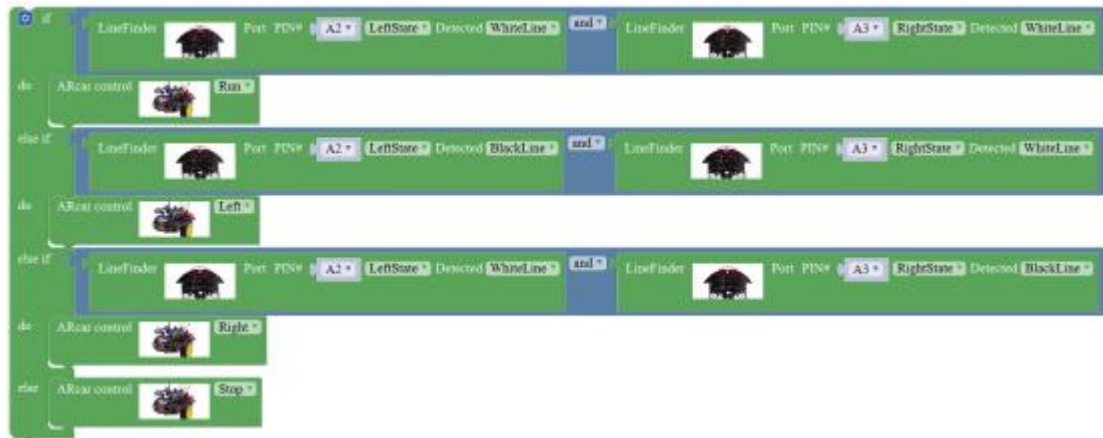 if LineFinder Port PIN# A2 LeftState Detected WhiteLine and LineFinder Port PIN# A3 RightState Detected WhiteLine
do ARcar control Run
else if LineFinder Port PIN# A2 LeftState Detected BlackLine and LineFinder Port PIN# A3 RightState Detected WhiteLine
do ARcar control Left
else if LineFinder Port PIN# A2 LeftState Detected WhiteLine and LineFinder Port PIN# A3 RightState Detected BlackLine
do ARcar control Right
else ARcar control Stop